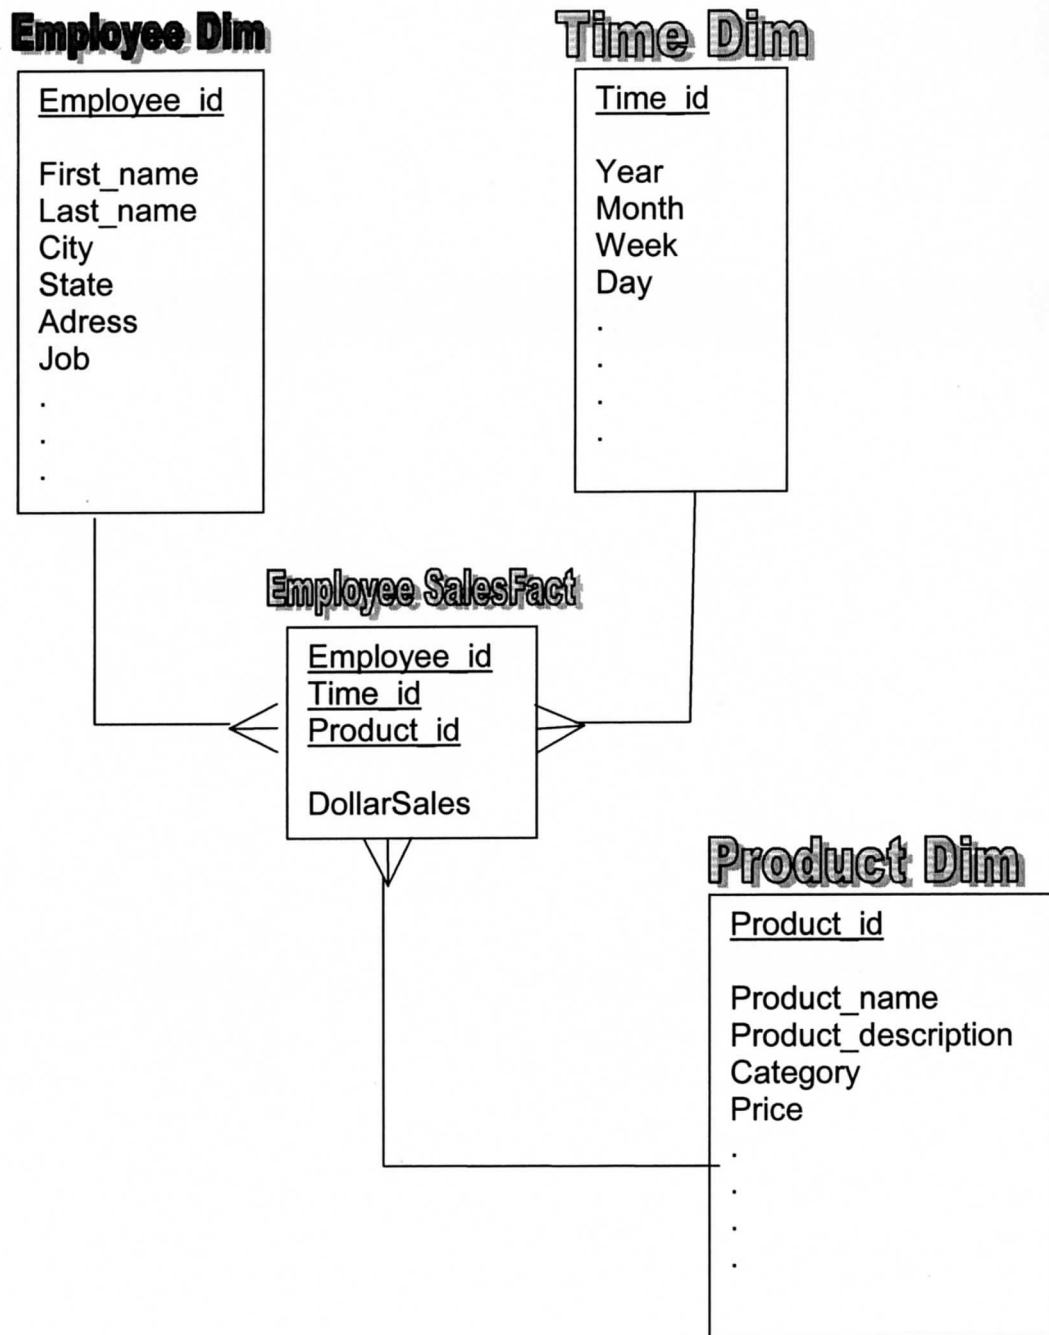 Employee Dim
Employee_id
First_name
Last_name
City
State
Adress
Job
.
.
.
Time Dim
Time_id
Year
Month
Week
Day
.
.
.
.
Employee SalesFact
Employee_id
Time_id
Product_id
DollarSales
Product Dim
Product_id
Product_name
Product_description
Category
Price
.
.
.
.